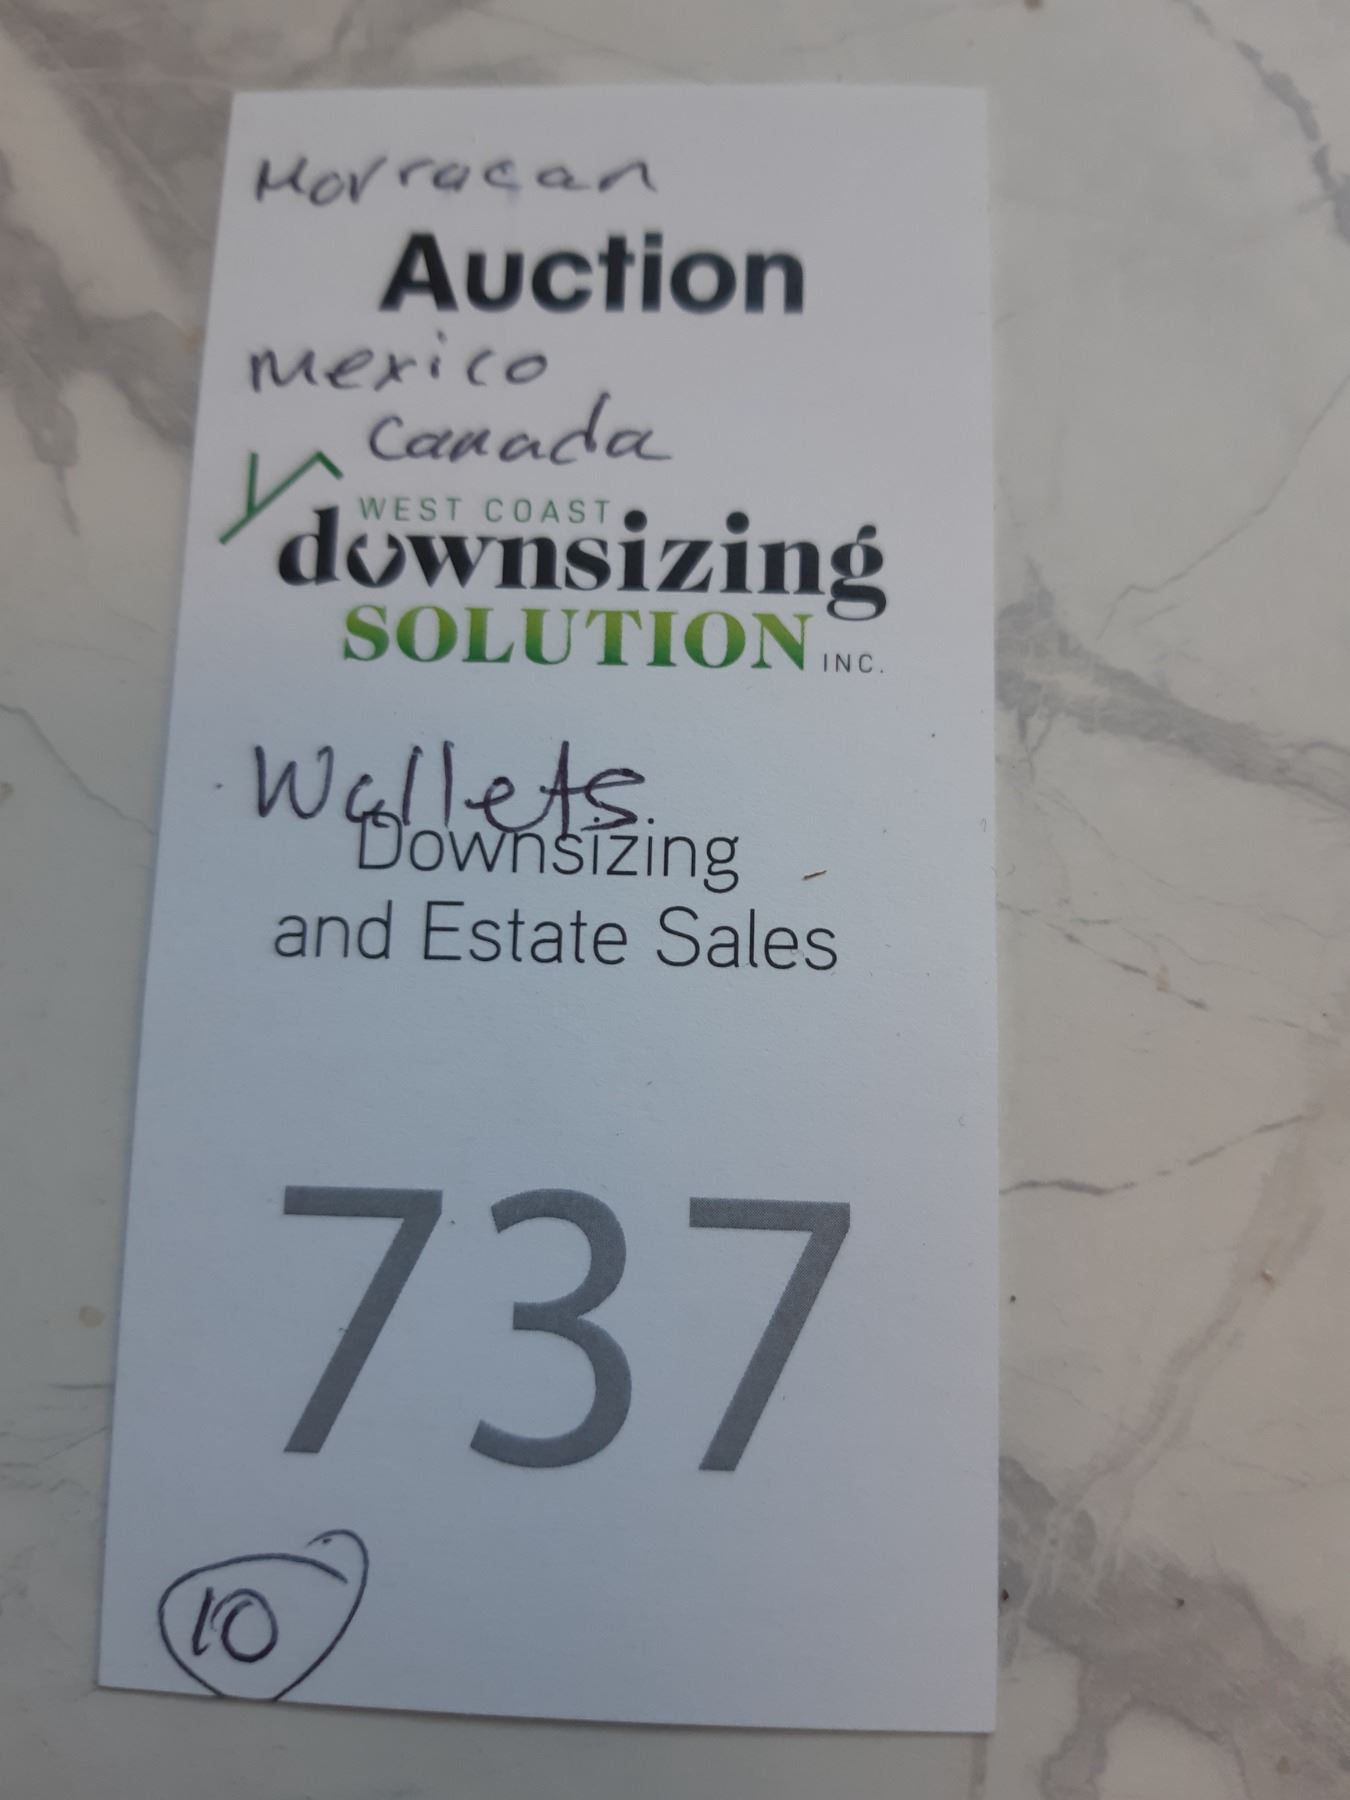 Morracan
Auction
Mexico
Canada
WEST COAST
downsizing
SOLUTION INC.
Wallets
Downsizing
and Estate Sales
737
10